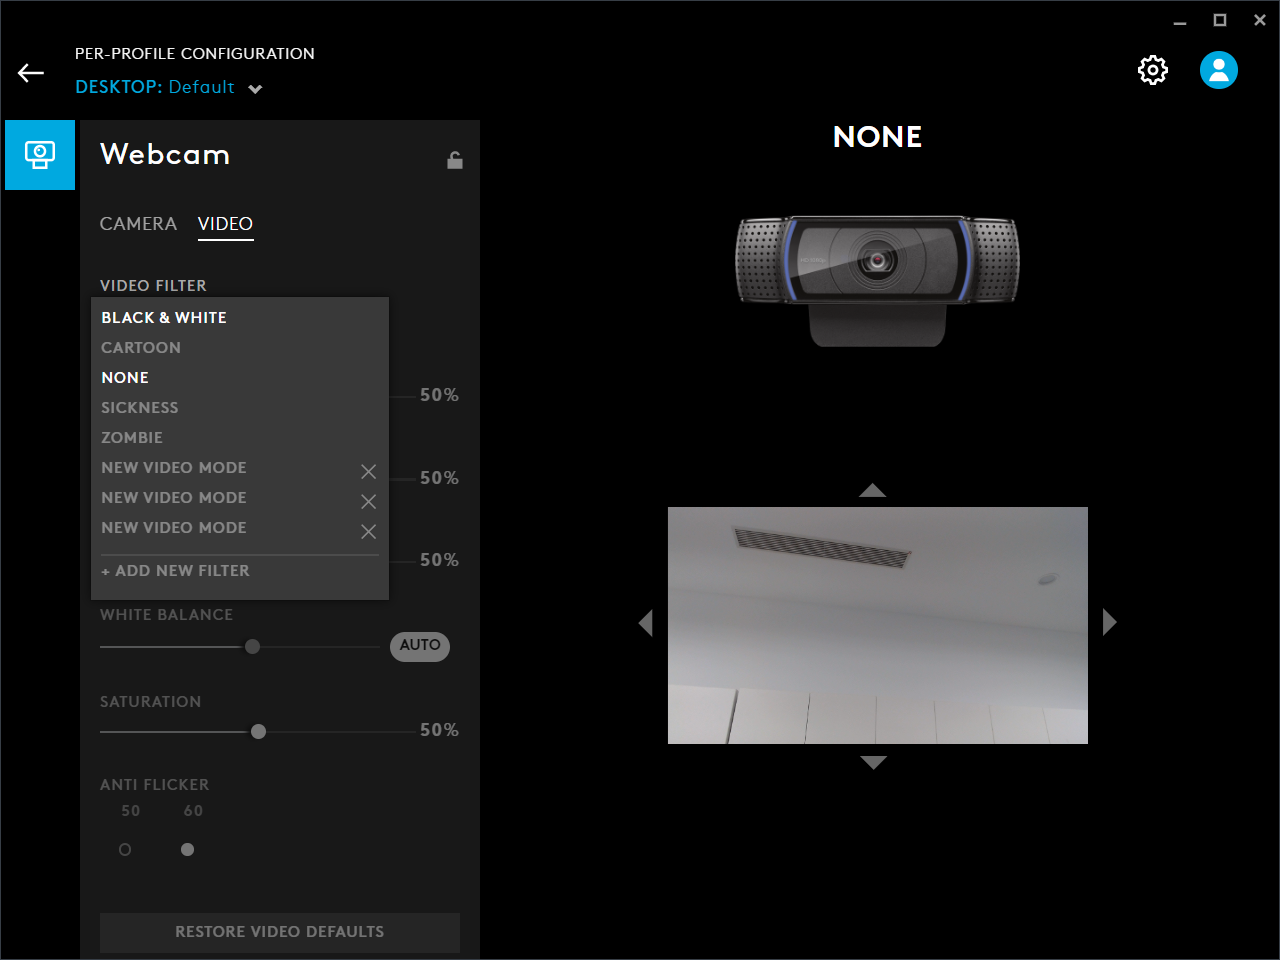 PER-PROFILE CONFIGURATION
DESKTOP: Default
Webcam
CAMERA VIDEO
VIDEO FILTER
BLACK & WHITE
CARTOON
NONE
SICKNESS
ZOMBIE
NEW VIDEO MODE
NEW VIDEO MODE
NEW VIDEO MODE
+ ADD NEW FILTER
50%
50%
50%
WHITE BALANCE
AUTO
SATURATION
50%
ANTI FLICKER
50 60
RESTORE VIDEO DEFAULTS
NONE